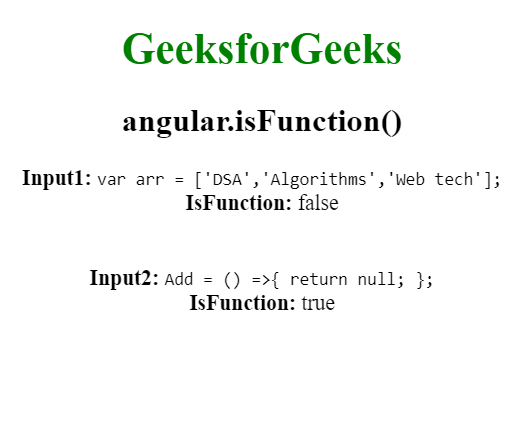 GeeksforGeeks
angular.isFunction()
Input1: var arr = ['DSA','Algorithms','Web tech'];
IsFunction: false
Input2: Add = () =>{ return null; };
IsFunction: true